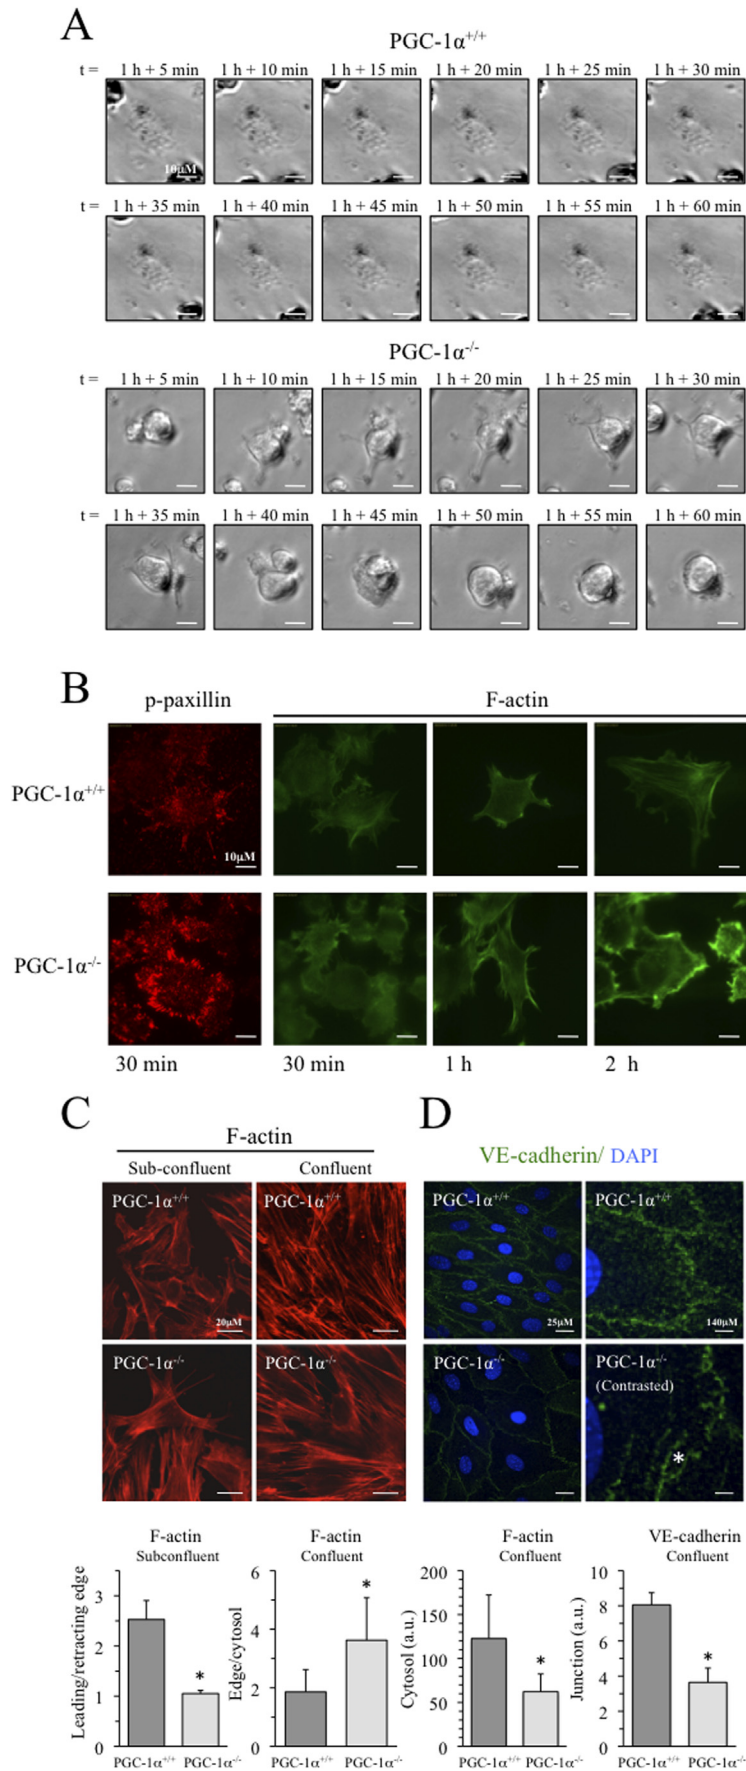 A
PGC-1α+/+
t = 1 h + 5 min 1 h + 10 min 1 h + 15 min 1 h + 20 min 1 h + 25 min 1 h + 30 min
10µM
1 h + 35 min 1 h + 40 min 1 h + 45 min 1 h + 50 min 1 h + 55 min 1 h + 60 min
PGC-1α-/-
t = 1 h + 5 min 1 h + 10 min 1 h + 15 min 1 h + 20 min 1 h + 25 min 1 h + 30 min
t = 1 h + 35 min 1 h + 40 min 1 h + 45 min 1 h + 50 min 1 h + 55 min 1 h + 60 min
B
p-paxillin F-actin
PGC-1α+/+
10µM
PGC-1α-/-
30 min 30 min 1 h 2 h
C D
F-actin VE-cadherin/ DAPI
Sub-confluent Confluent
PGC-1α+/+ PGC-1α+/+ PGC-1α+/+ PGC-1α+/+
20µM 25µM 140µM
PGC-1α-/- PGC-1α-/- PGC-1α-/- PGC-1α-/-
(Contrasted)
*
F-actin F-actin F-actin VE-cadherin
Subconfluent Confluent Confluent Confluent
Leading/retracting edge
3
2
1
0
*
PGC-1α+/+ PGC-1α-/-
Edge/cytosol
6
4
2
0
*
PGC-1α+/+ PGC-1α-/-
Cytosol (a.u.)
200
150
100
50
0
*
PGC-1α+/+ PGC-1α-/-
Junction (a.u.)
10
8
6
4
2
0
*
PGC-1α+/+ PGC-1α-/-